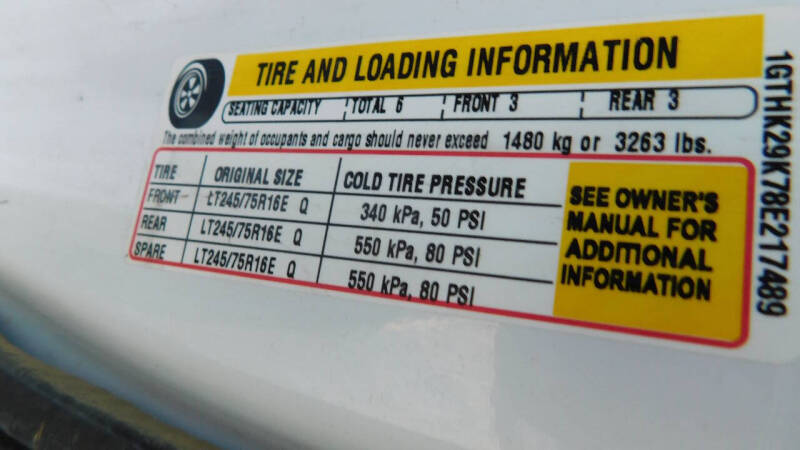 TIRE AND LOADING INFORMATION
SEATING CAPACITY TOTAL 6 FRONT 3 REAR 3
The combined weight of occupants and cargo should never exceed 1480 kg or 3263 lbs.
TIRE ORIGINAL SIZE COLD TIRE PRESSURE
FRONT LT245/75R16E Q 340 kPa, 50 PSI
REAR LT245/75R16E Q 550 kPa, 80 PSI
SPARE LT245/75R16E Q 550 kPa, 80 PSI
SEE OWNER'S
MANUAL FOR
ADDITIONAL
INFORMATION
1GTHK29K78E217489